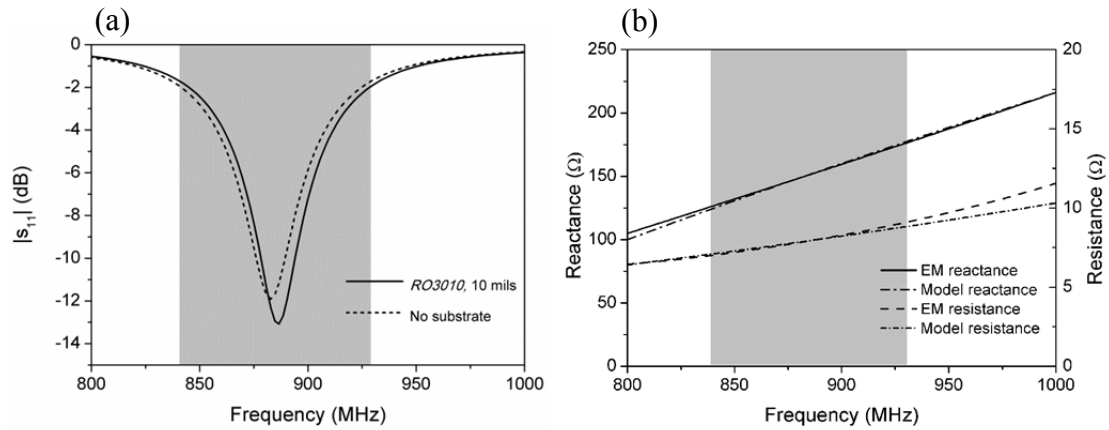 (a)
0
-2
-4
-6
-8
-10
-12
-14
|s₁₁| (dB)
RO3010, 10 mils
No substrate
800 850 900 950 1000
Frequency (MHz)
(b)
250
200
150
100
50
0
Reactance (Ω)
20
15
10
5
0
Resistance (Ω)
EM reactance
Model reactance
EM resistance
Model resistance
800 850 900 950 1000
Frequency (MHz)